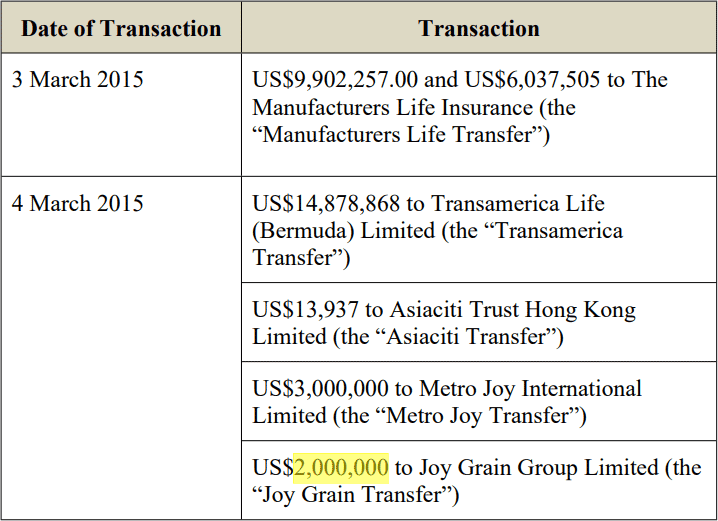 Date of Transaction
Transaction
3 March 2015
US$9,902,257.00 and US$6,037,505 to The
Manufacturers Life Insurance (the
“Manufacturers Life Transfer”)
4 March 2015
US$14,878,868 to Transamerica Life
(Bermuda) Limited (the “Transamerica
Transfer”)
US$13,937 to Asiaciti Trust Hong Kong
Limited (the “Asiaciti Transfer”)
US$3,000,000 to Metro Joy International
Limited (the “Metro Joy Transfer”)
US$2,000,000 to Joy Grain Group Limited (the
“Joy Grain Transfer”)